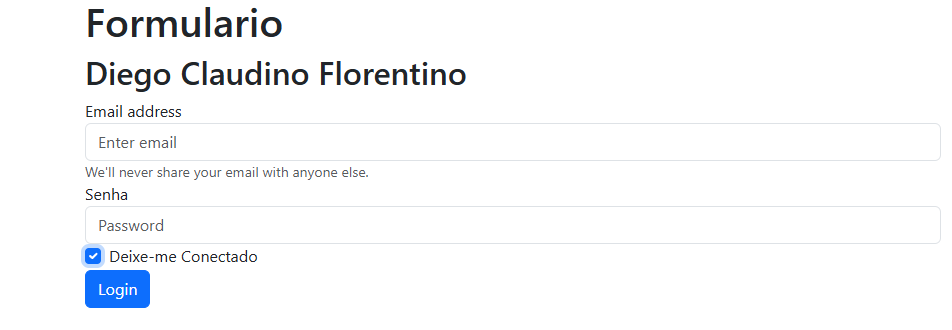 Formulario
Diego Claudino Florentino
Email address
Enter email
We'll never share your email with anyone else.
Senha
Password
Deixe-me Conectado
Login